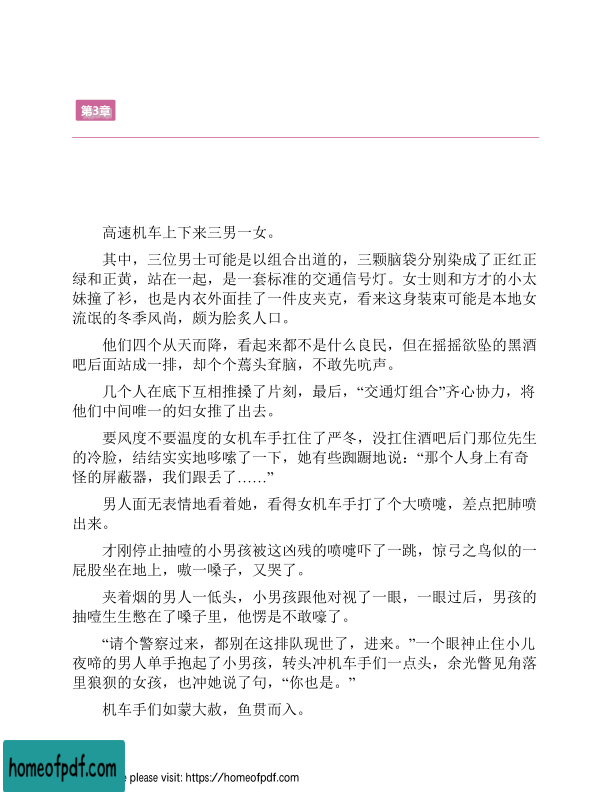 第3章
高速机车上下来三男一女。
其中，三位男士可能是以组合出道的，三颗脑袋分别染成了正红正
绿和正黄，站在一起，是一套标准的交通信号灯。女士则和方才的小太
妹撞了衫，也是内衣外面挂了一件皮夹克，看来这身装束可能是本地女
流氓的冬季风尚，颇为脍炙人口。
他们四个从天而降，看起来都不是什么良民，但在摇摇欲坠的黑酒
吧后面站成一排，却个个蔫头耷脑，不敢先吭声。
几个人在底下互相推搡了片刻，最后，“交通灯组合”齐心协力，将
他们中间唯一的妇女推了出去。
要风度不要温度的女机车手扛住了严冬，没扛住酒吧后门那位先生
的冷脸，结结实实地哆嗦了一下，她有些踟蹰地说：“那个人身上有奇
怪的屏蔽器，我们跟丢了……”
男人面无表情地看着她，看得女机车手打了个大喷嚏，差点把肺喷
出来。
才刚停止抽噎的小男孩被这凶残的喷嚏吓了一跳，惊弓之鸟似的一
屁股坐在地上，嗷一嗓子，又哭了。
夹着烟的男人一低头，小男孩跟他对视了一眼，一眼过后，男孩的
抽噎生生憋在了嗓子里，他愣是不敢嚎了。
“请个警察过来，都别在这排队现世了，进来。”一个眼神止住小儿
夜啼的男人单手抱起了小男孩，转头冲机车手们一点头，余光瞥见角落
里狼狈的女孩，也冲她说了句，“你也是。”
机车手们如蒙大赦，鱼贯而入。
homeofpdf.com
e please visit: https://homeofpdf.com